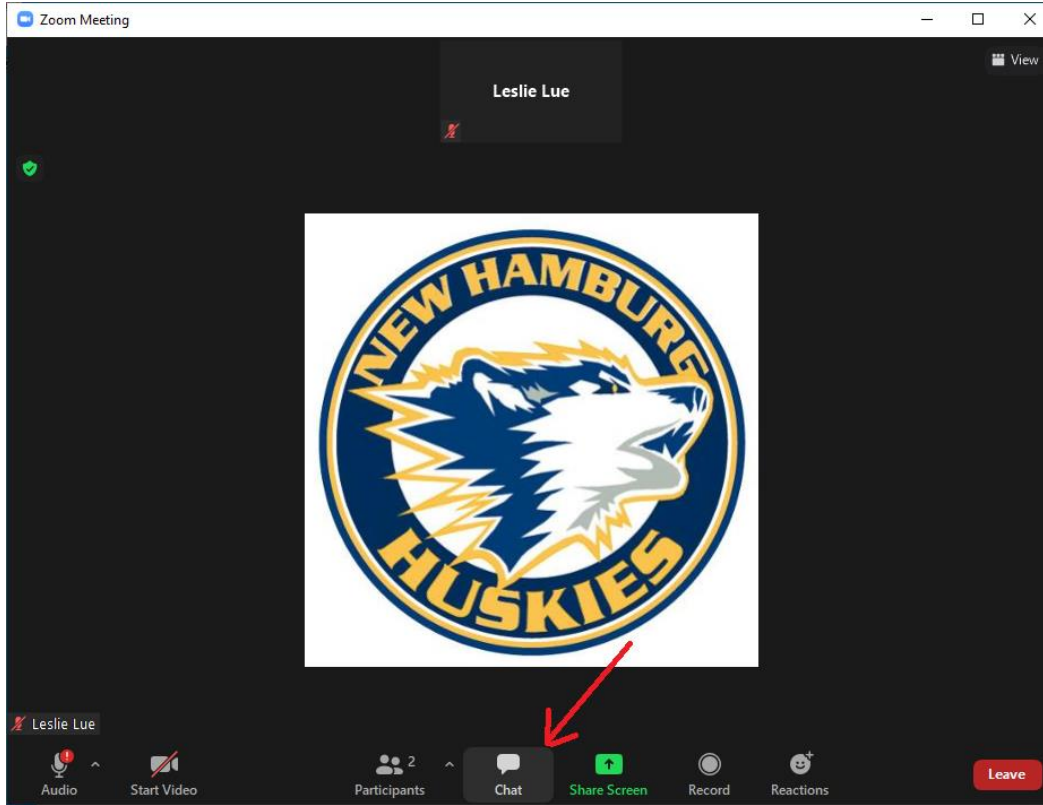 Zoom Meeting
View
Leslie Lue
NEW HAMBURG
HUSKIES
Leslie Lue
Audio
Start Video
2
Participants
Chat
Share Screen
Record
Reactions
Leave